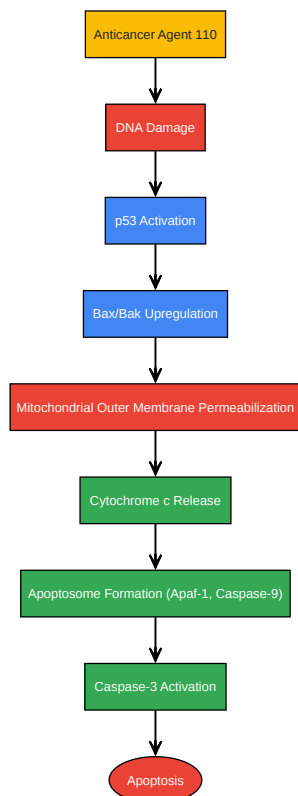 Anticancer Agent 110
DNA Damage
p53 Activation
Bax/Bak Upregulation
Mitochondrial Outer Membrane Permeabilization
Cytochrome c Release
Apoptosome Formation (Apaf-1, Caspase-9)
Caspase-3 Activation
Apoptosis